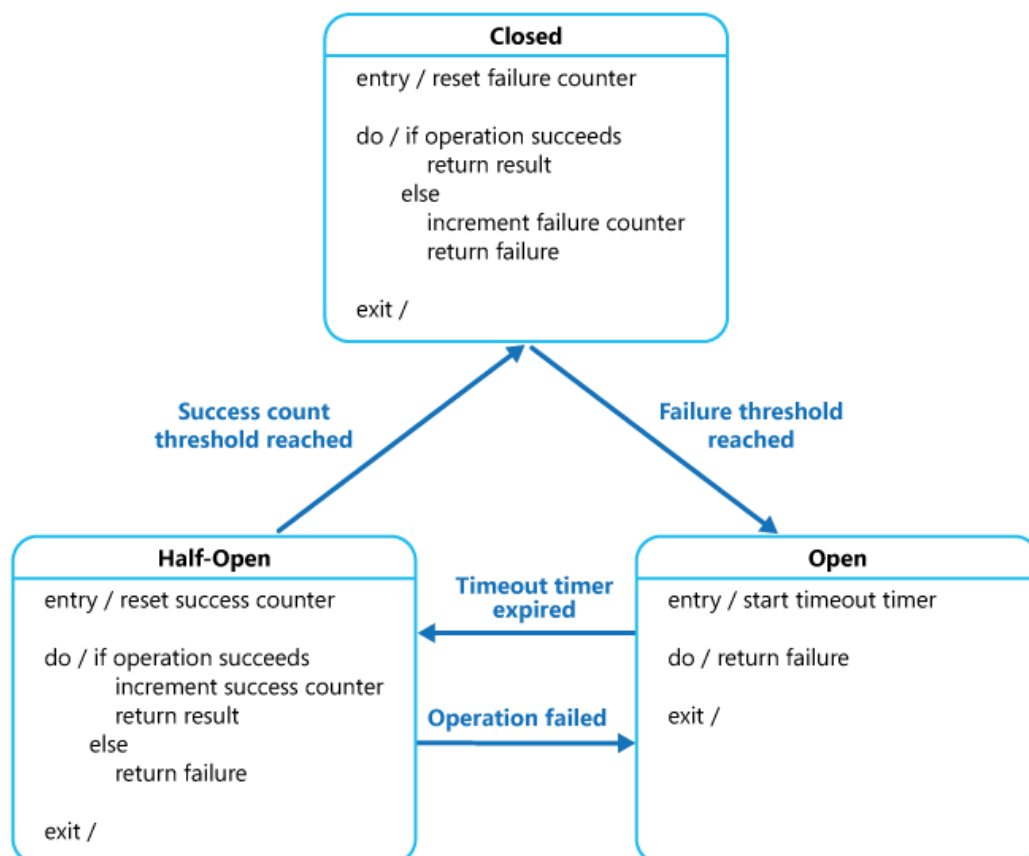 Closed
entry / reset failure counter
do / if operation succeeds
return result
else
increment failure counter
return failure
exit /
Success count
threshold reached
Failure threshold
reached
Half-Open
entry / reset success counter
do / if operation succeeds
increment success counter
return result
else
return failure
exit /
Timeout timer
expired
Operation failed
Open
entry / start timeout timer
do / return failure
exit /